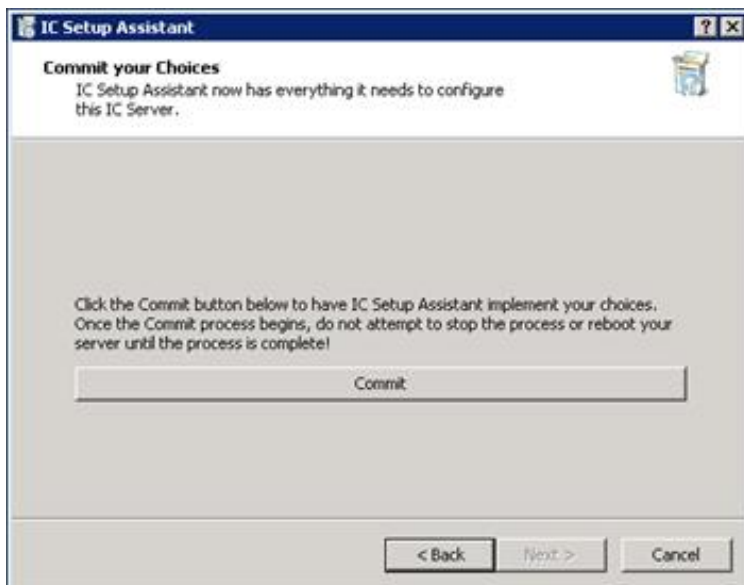 IC Setup Assistant
Commit your Choices
IC Setup Assistant now has everything it needs to configure
this IC Server.
Click the Commit button below to have IC Setup Assistant implement your choices.
Once the Commit process begins, do not attempt to stop the process or reboot your
server until the process is complete!
Commit
< Back Next > Cancel